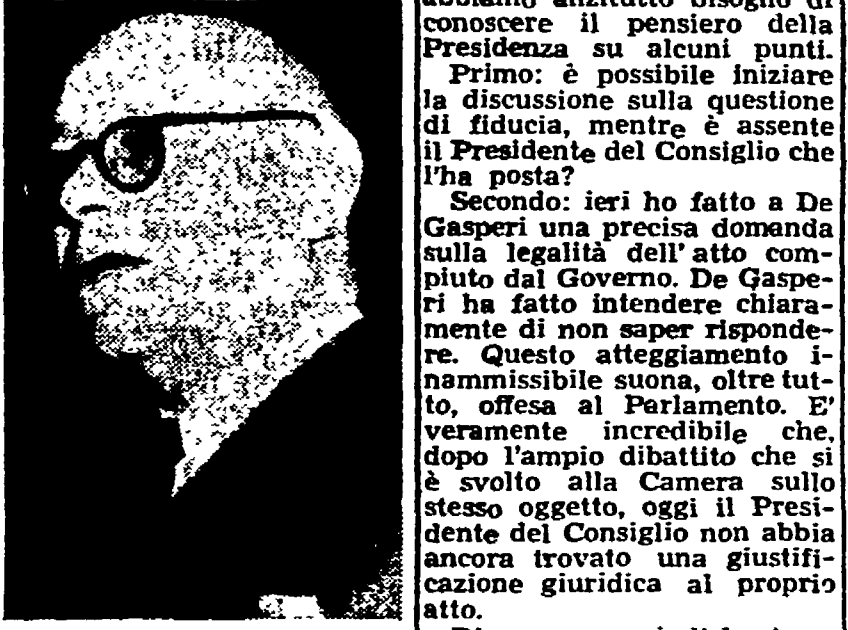 abbiamo anzitutto bisogno di
conoscere il pensiero della
Presidenza su alcuni punti.
Primo: è possibile iniziare
la discussione sulla questione
di fiducia, mentre è assente
il Presidente del Consiglio che
l'ha posta?
Secondo: ieri ho fatto a De
Gasperi una precisa domanda
sulla legalità dell'atto com-
piuto dal Governo. De Gaspe-
ri ha fatto intendere chiara-
mente di non saper risponde-
re. Questo atteggiamento i-
nammissibile suona, oltre tut-
to, offesa al Parlamento. E'
veramente incredibile che,
dopo l'ampio dibattito che si
è svolto alla Camera sullo
stesso oggetto, oggi il Presi-
dente del Consiglio non abbia
ancora trovato una giustifi-
cazione giuridica al proprio
atto.